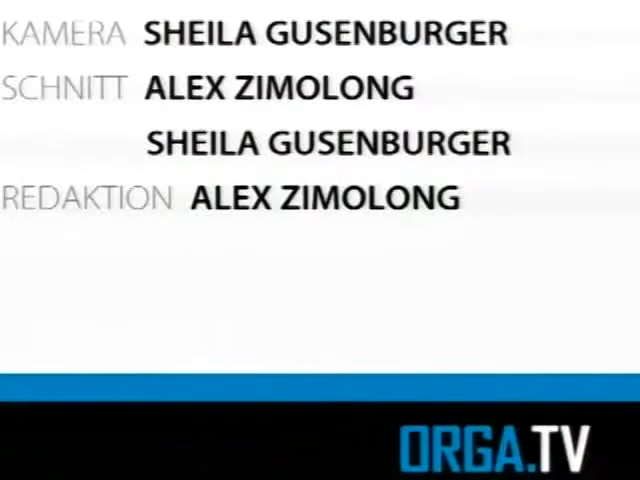 KAMERA SHEILA GUSENBURGER
SCHNITT ALEX ZIMOLONG
SHEILA GUSENBURGER
REDAKTION ALEX ZIMOLONG
ORGA.TV